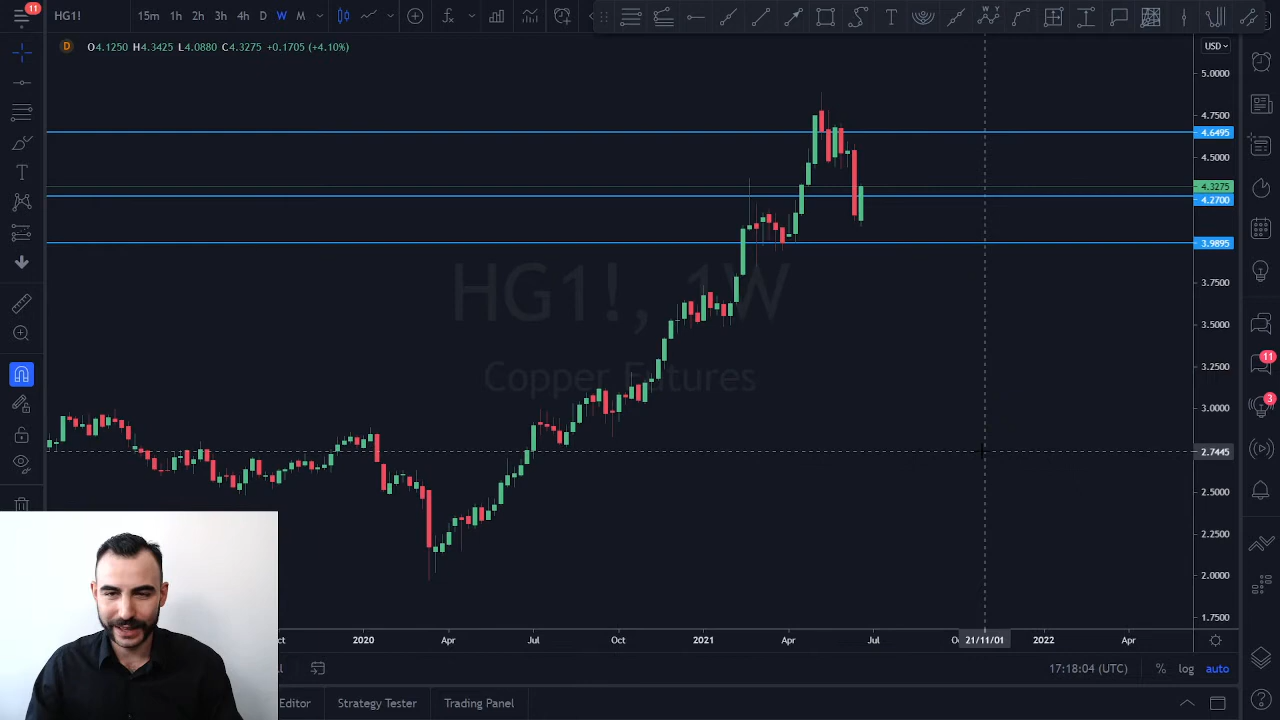 11
HG1!
15m 1h 2h 3h 4h D W M
D O4.1250 H4.3425 L4.0880 C4.3275 +0.1705 (+4.10%)
USD
5.0000
4.7500
4.6495
4.5000
4.3275
4.2700
3.9895
3.7500
3.5000
3.2500
3.0000
2.7445
2.5000
2.2500
2.0000
1.7500
HG1!, 1W
Copper Futures
11
3
2020 Apr Jul Oct 2021 Apr Jul 21/11/01 2022 Apr
17:18:04 (UTC) % log auto
Editor Strategy Tester Trading Panel